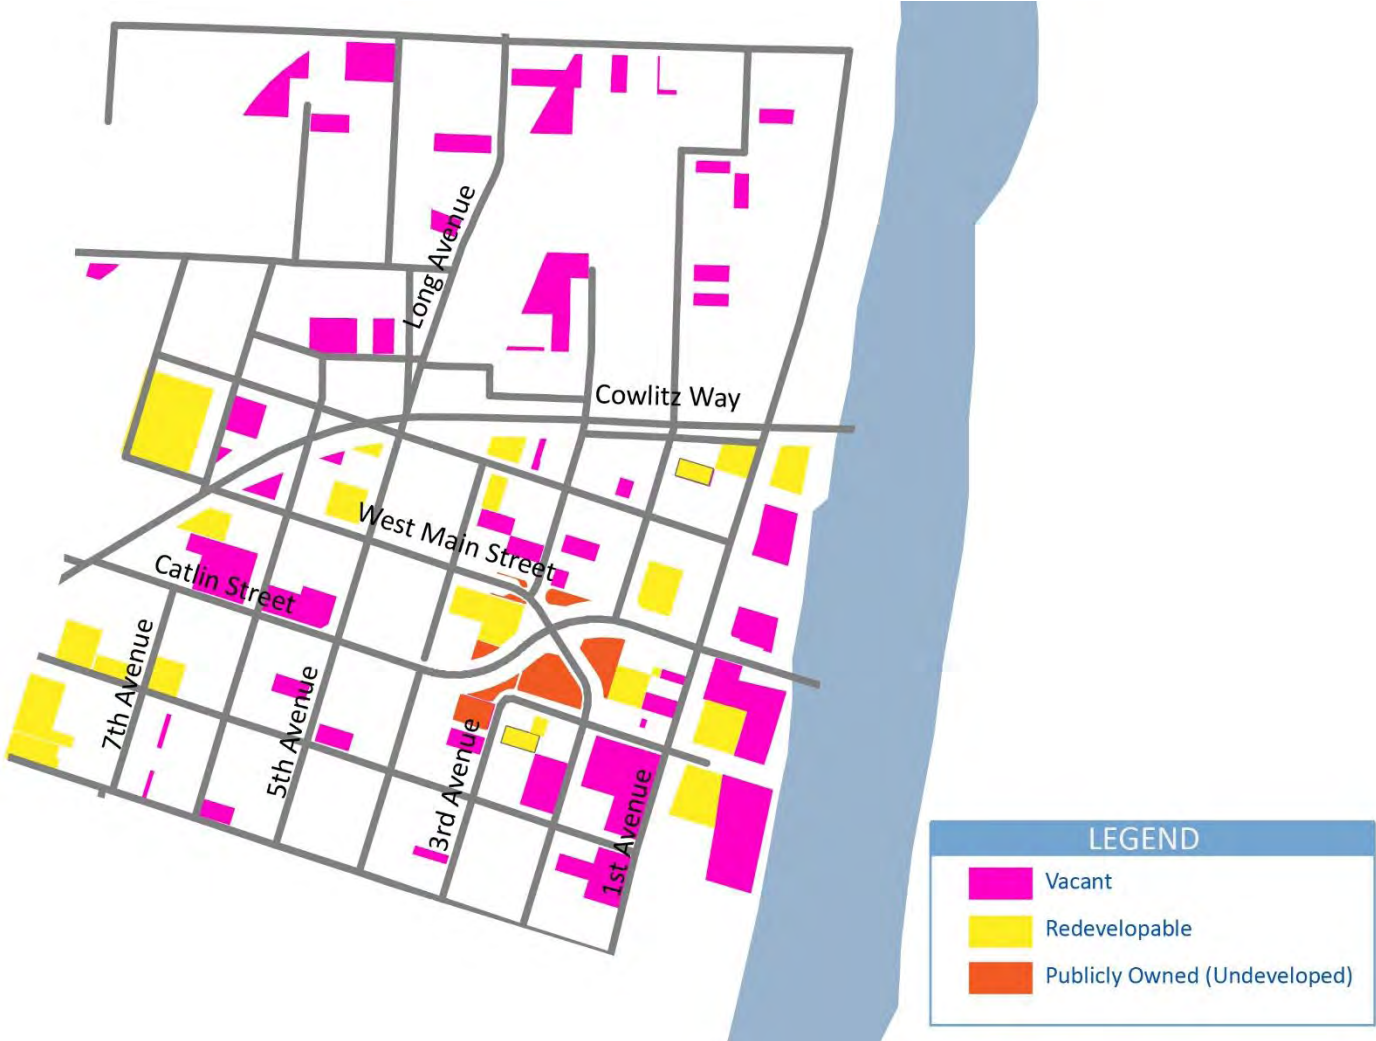 Long Avenue
Cowlitz Way
West Main Street
Catlin Street
7th Avenue
5th Avenue
3rd Avenue
1st Avenue
LEGEND
Vacant
Redevelopable
Publicly Owned (Undeveloped)